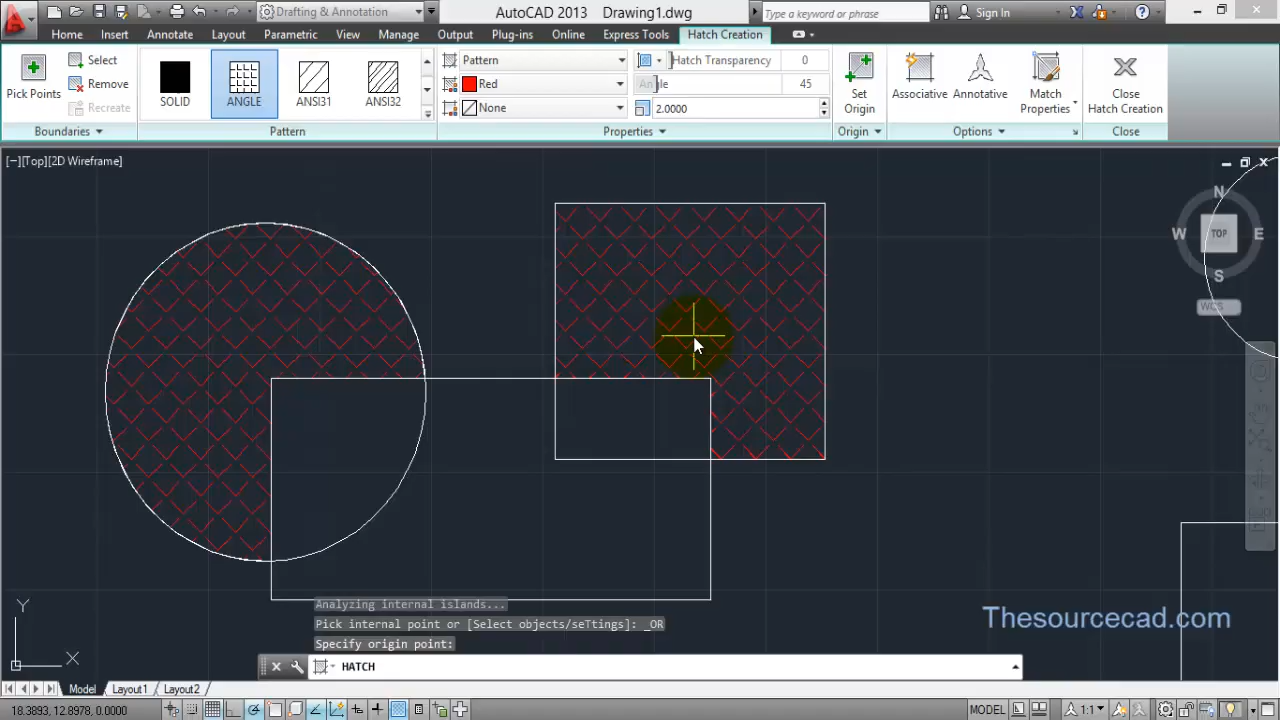 Drafting & Annotation
AutoCAD 2013 Drawing1.dwg
Type a keyword or phrase
Sign In
Home Insert Annotate Layout Parametric View Manage Output Plug-ins Online Express Tools Hatch Creation
Pick Points
Select
Remove
Recreate
Boundaries
SOLID
ANGLE
ANSI31
ANSI32
Pattern
Pattern
Red
None
Hatch Transparency 0
Angle 45
2.0000
Properties
Set
Origin
Origin
Associative
Annotative
Match
Properties
Options
Close
Hatch Creation
Close
[−][Top][2D Wireframe]
N
W TOP E
S
WCS
Analyzing internal islands...
Pick internal point or [Select objects/seTtings]: _OR
Specify origin point:
HATCH
Y
X
Thesourcecad.com
Model Layout1 Layout2
18.3893, 12.8978, 0.0000
MODEL
1:1